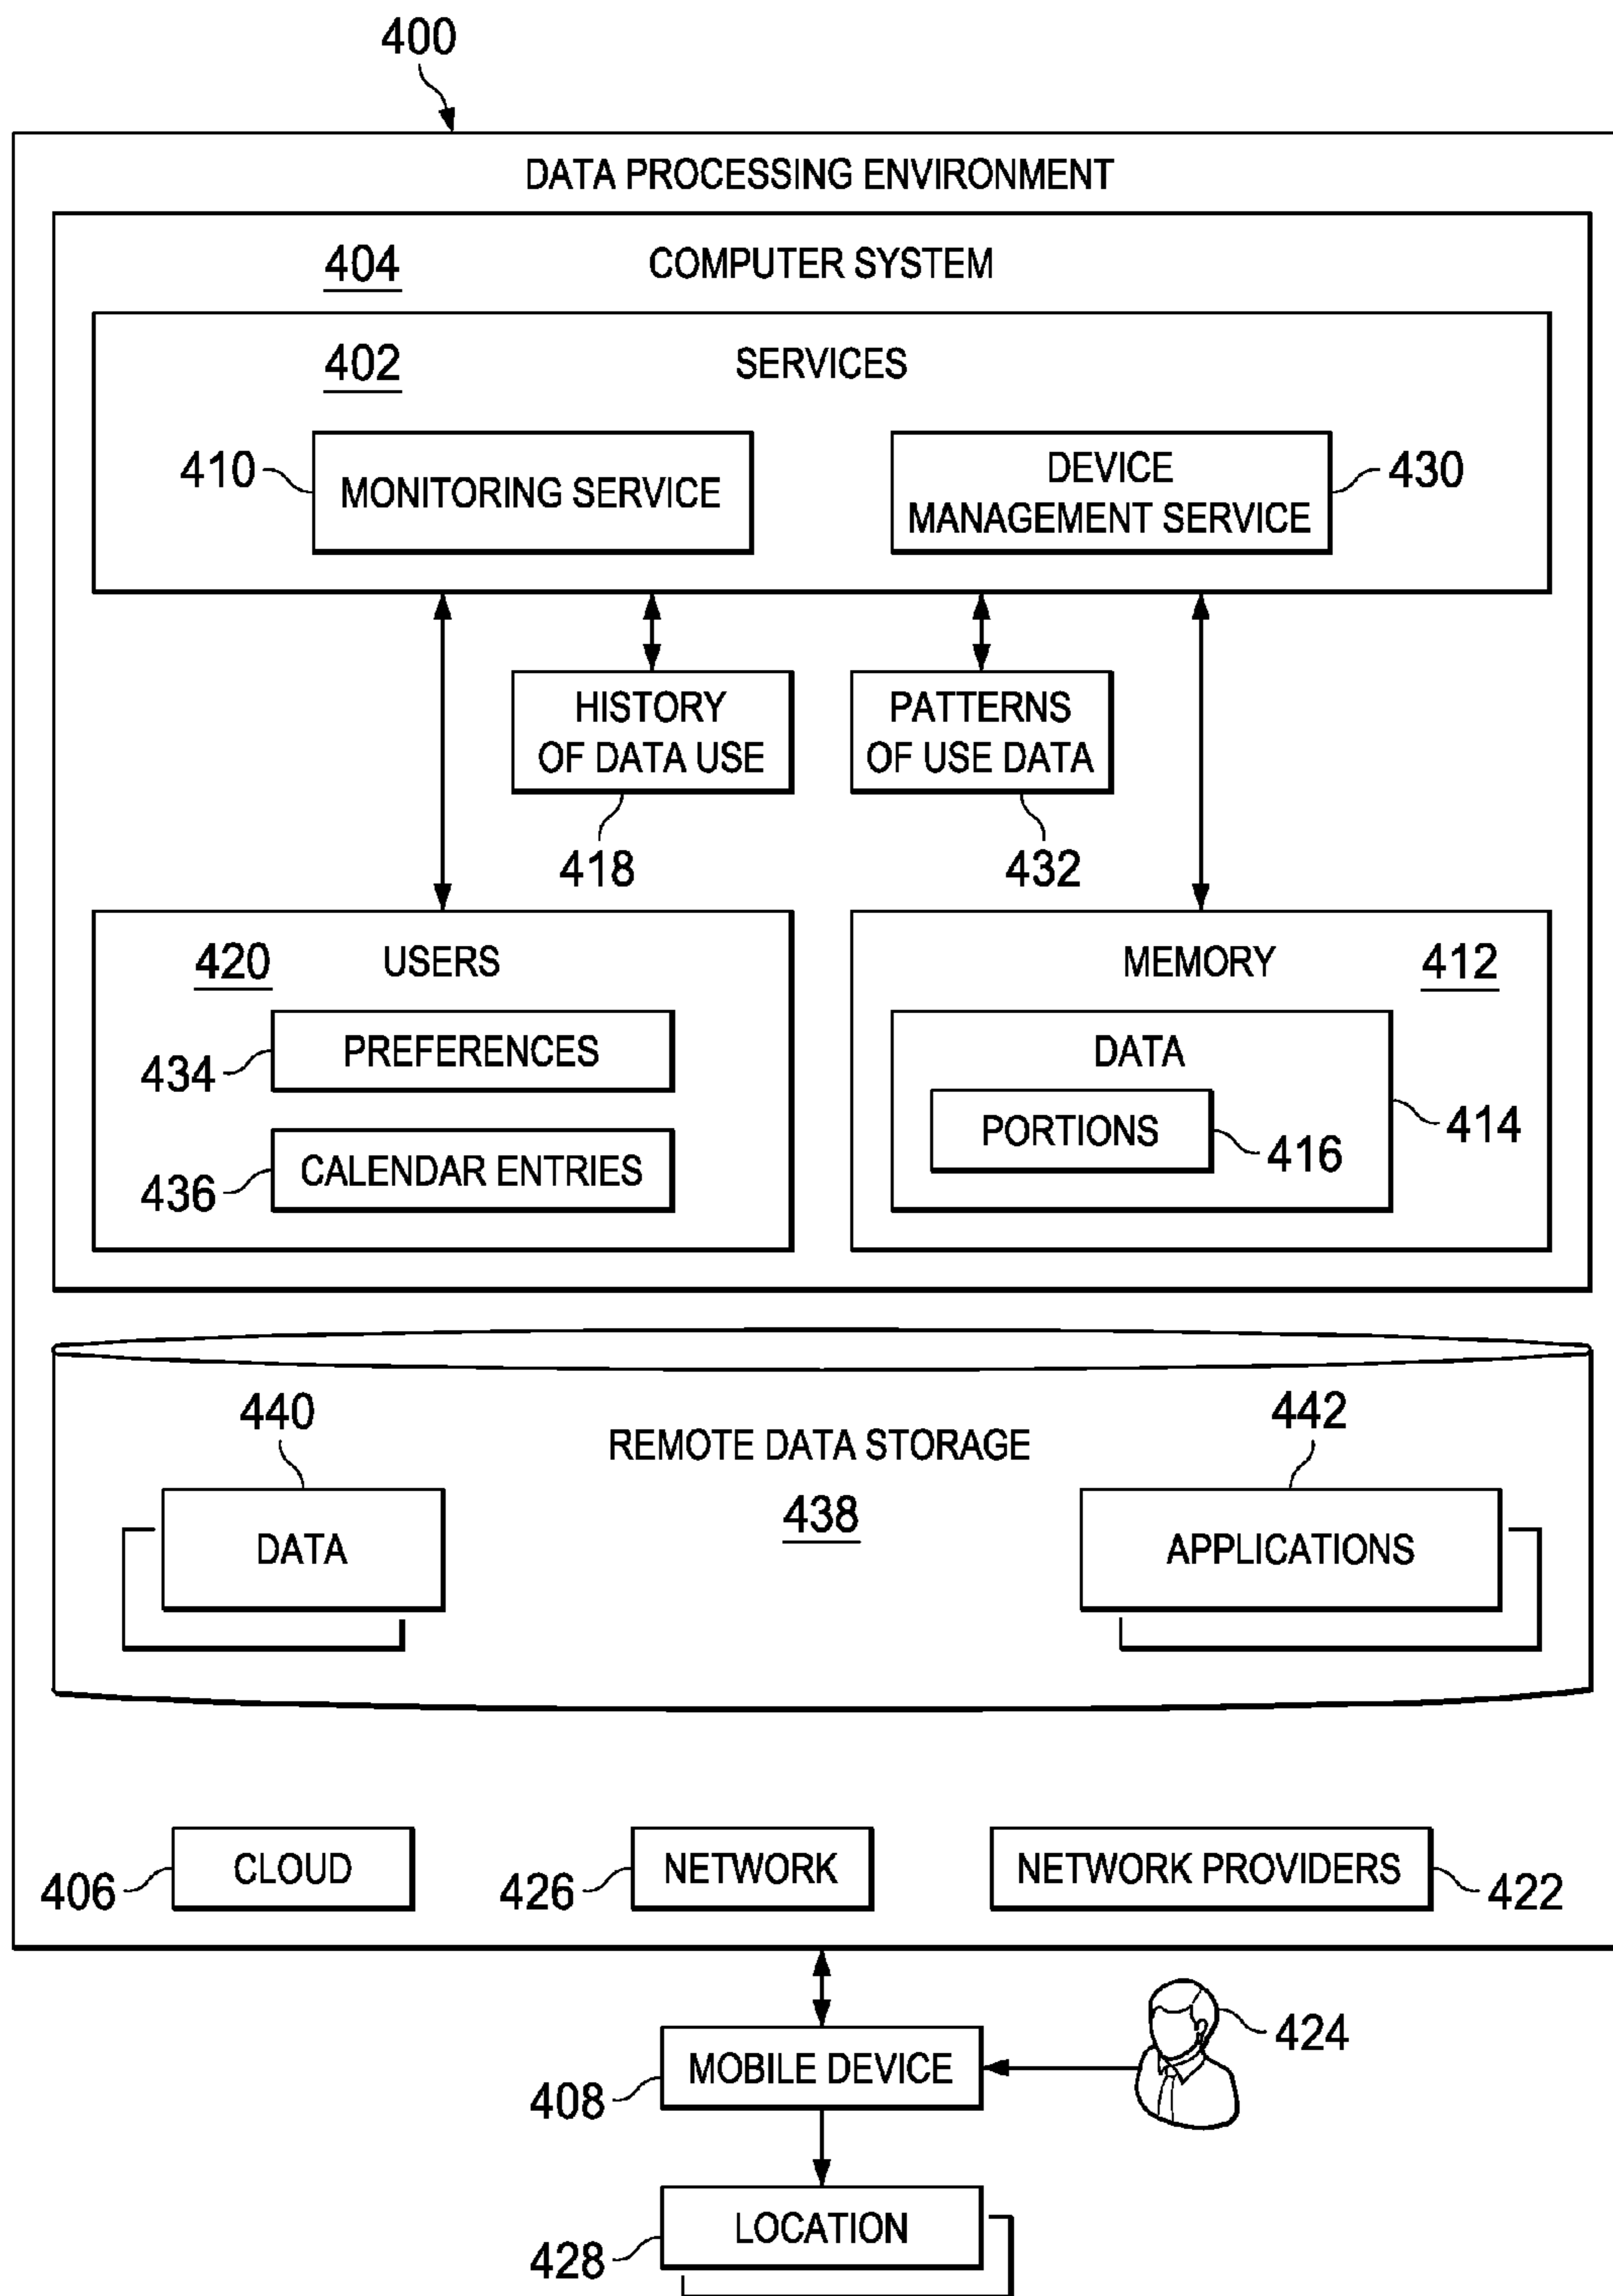 400
DATA PROCESSING ENVIRONMENT
404
COMPUTER SYSTEM
402
SERVICES
410
MONITORING SERVICE
DEVICE
MANAGEMENT SERVICE
430
HISTORY
OF DATA USE
418
PATTERNS
OF USE DATA
432
420
USERS
434
PREFERENCES
436
CALENDAR ENTRIES
MEMORY
412
DATA
PORTIONS
416
414
440
DATA
REMOTE DATA STORAGE
438
442
APPLICATIONS
406
CLOUD
426
NETWORK
NETWORK PROVIDERS
422
408
MOBILE DEVICE
424
428
LOCATION